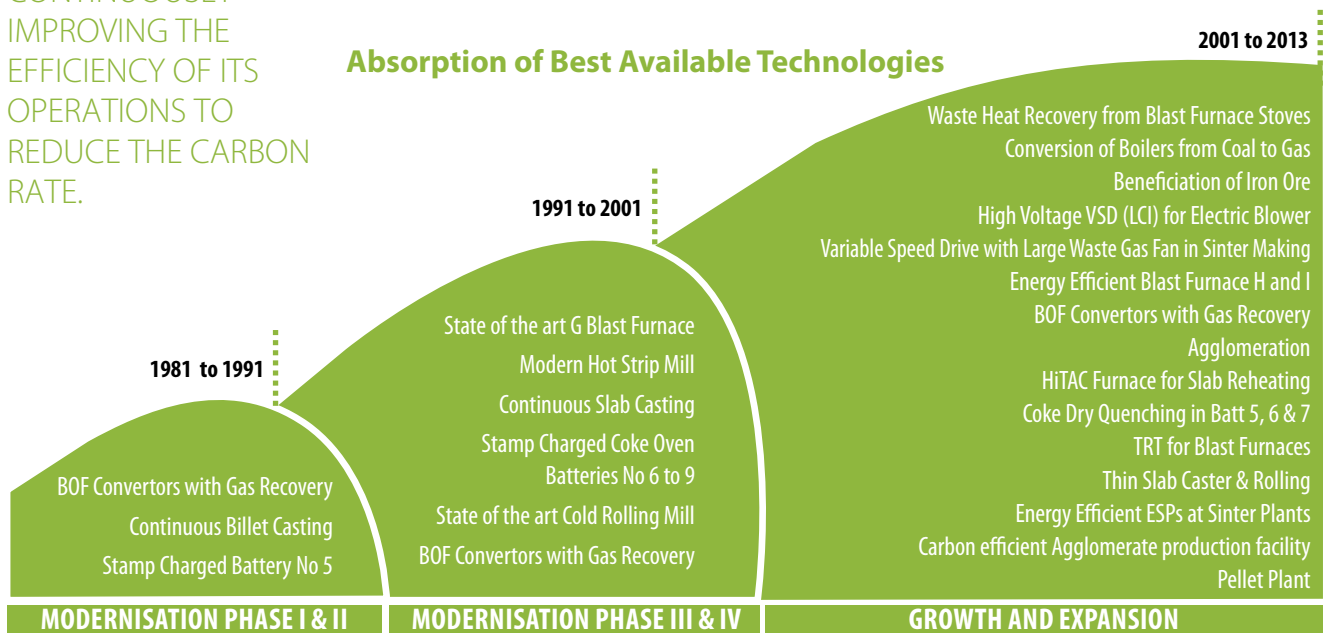 IMPROVING THE
EFFICIENCY OF ITS
OPERATIONS TO
REDUCE THE CARBON
RATE.
Absorption of Best Available Technologies
1981 to 1991
BOF Convertors with Gas Recovery
Continuous Billet Casting
Stamp Charged Battery No 5
MODERNISATION PHASE I & II
1991 to 2001
State of the art G Blast Furnace
Modern Hot Strip Mill
Continuous Slab Casting
Stamp Charged Coke Oven
Batteries No 6 to 9
State of the art Cold Rolling Mill
BOF Convertors with Gas Recovery
MODERNISATION PHASE III & IV
2001 to 2013
Waste Heat Recovery from Blast Furnace Stoves
Conversion of Boilers from Coal to Gas
Beneficiation of Iron Ore
High Voltage VSD (LCI) for Electric Blower
Variable Speed Drive with Large Waste Gas Fan in Sinter Making
Energy Efficient Blast Furnace H and I
BOF Convertors with Gas Recovery
Agglomeration
HiTAC Furnace for Slab Reheating
Coke Dry Quenching in Batt 5, 6 & 7
TRT for Blast Furnaces
Thin Slab Caster & Rolling
Energy Efficient ESPs at Sinter Plants
Carbon efficient Agglomerate production facility
Pellet Plant
GROWTH AND EXPANSION